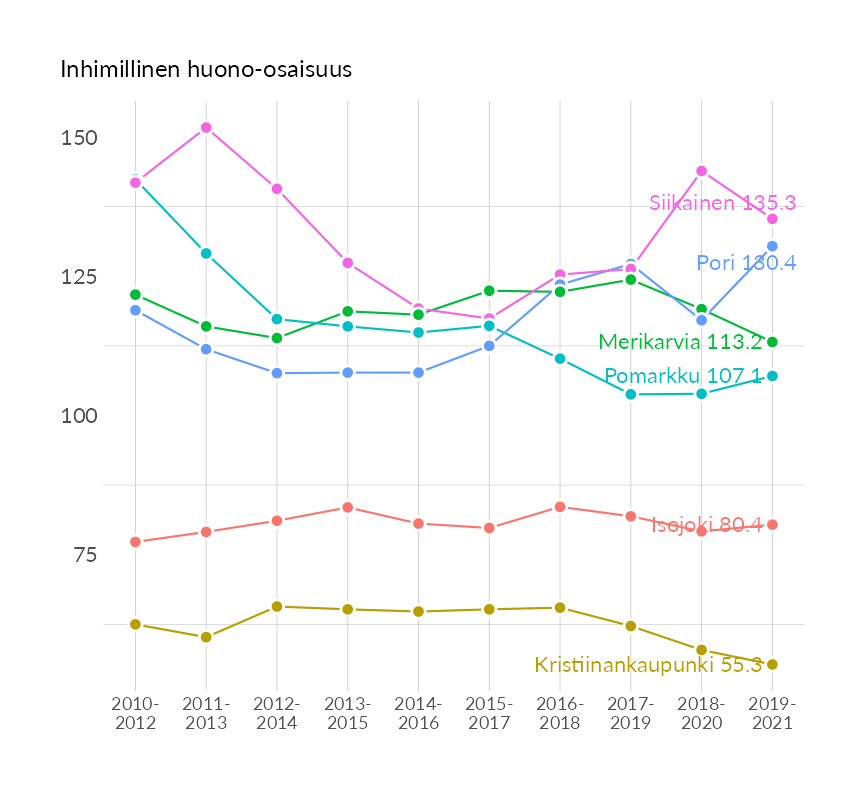 Inhimillinen huono-osaisuus
150
Siikainen 135.3
Pori 130.4
125
Merikarvia 113.2
Pomarkku 107.1
100
Isojoki 80.4
75
Kristiinankaupunki 55.3
2010- 2011- 2012- 2013- 2014- 2015- 2016- 2017- 2018- 2019-
2012 2013 2014 2015 2016 2017 2018 2019 2020 2021